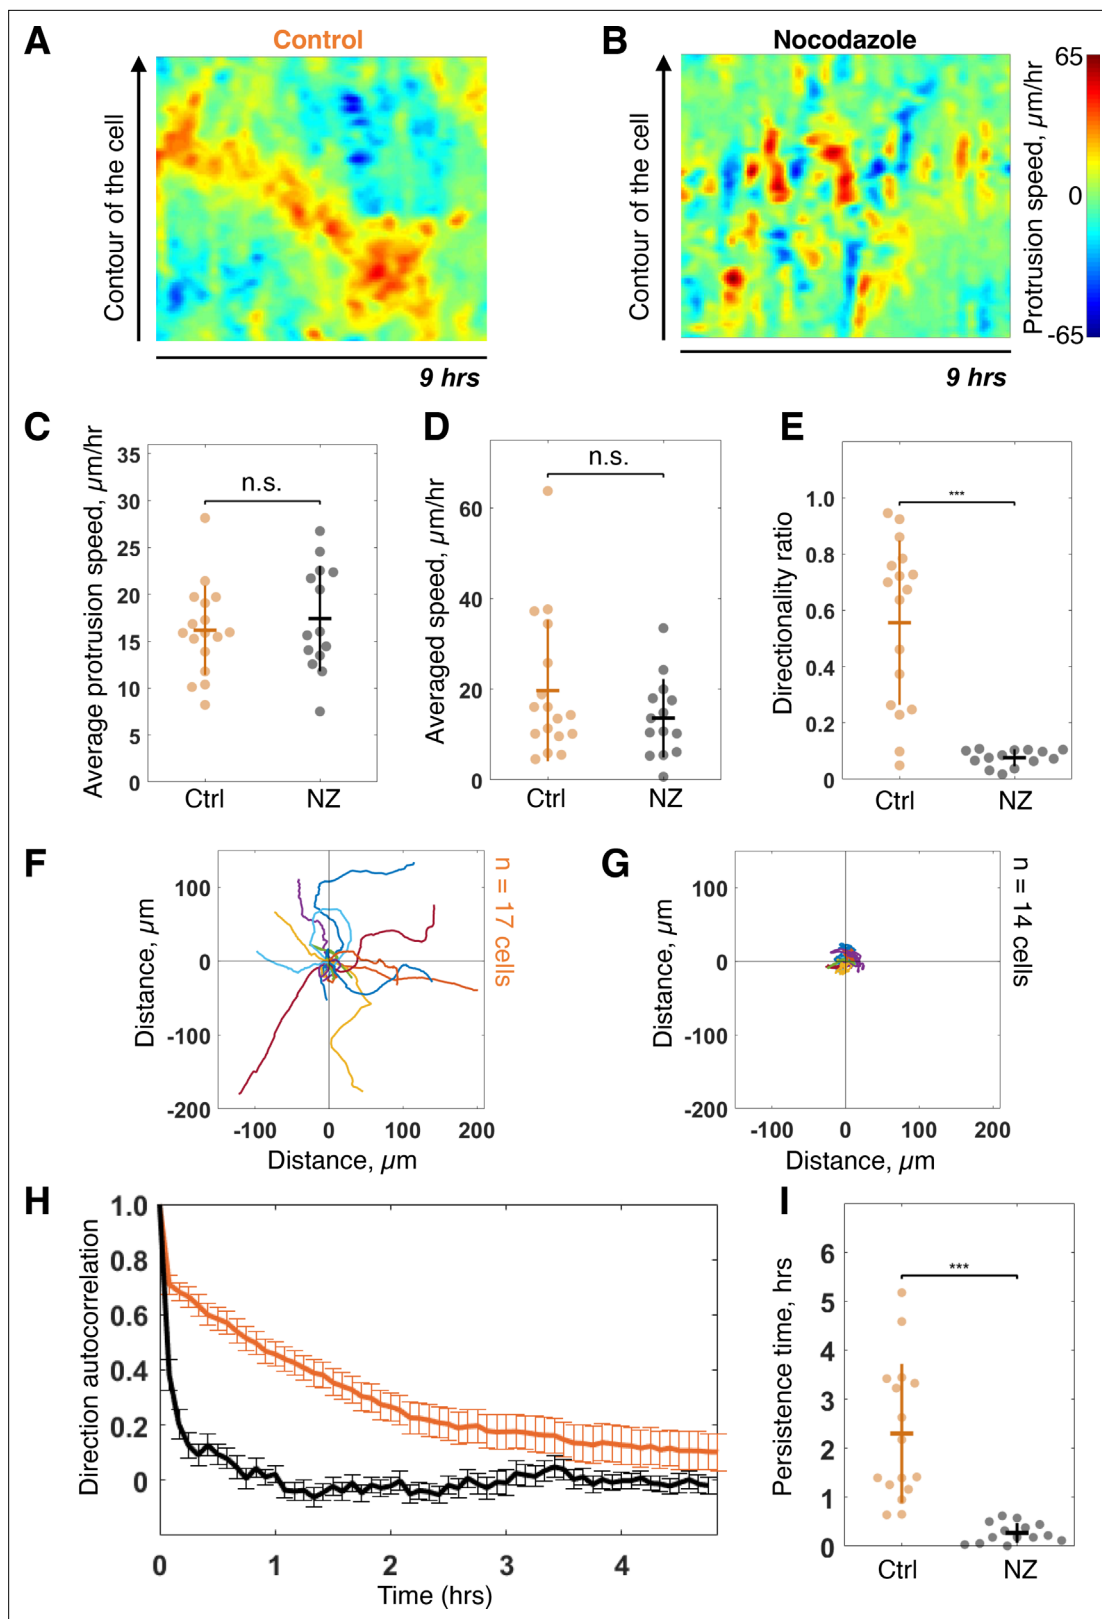 A
Control
Contour of the cell
9 hrs
B
Nocodazole
Contour of the cell
9 hrs
65
0
-65
Protrusion speed, µm/hr
C
Average protrusion speed, µm/hr
35
30
25
20
15
10
5
0
n.s.
Ctrl
NZ
D
Averaged speed, µm/hr
60
40
20
0
n.s.
Ctrl
NZ
E
Directionality ratio
1.0
0.8
0.6
0.4
0.2
0
***
Ctrl
NZ
F
Distance, µm
100
0
-100
-200
-100
0
100
200
Distance, µm
n = 17 cells
G
Distance, µm
100
0
-100
-200
-100
0
100
200
Distance, µm
n = 14 cells
H
Direction autocorrelation
1.0
0.8
0.6
0.4
0.2
0
0
1
2
3
4
Time (hrs)
I
Persistence time, hrs
6
5
4
3
2
1
0
***
Ctrl
NZ